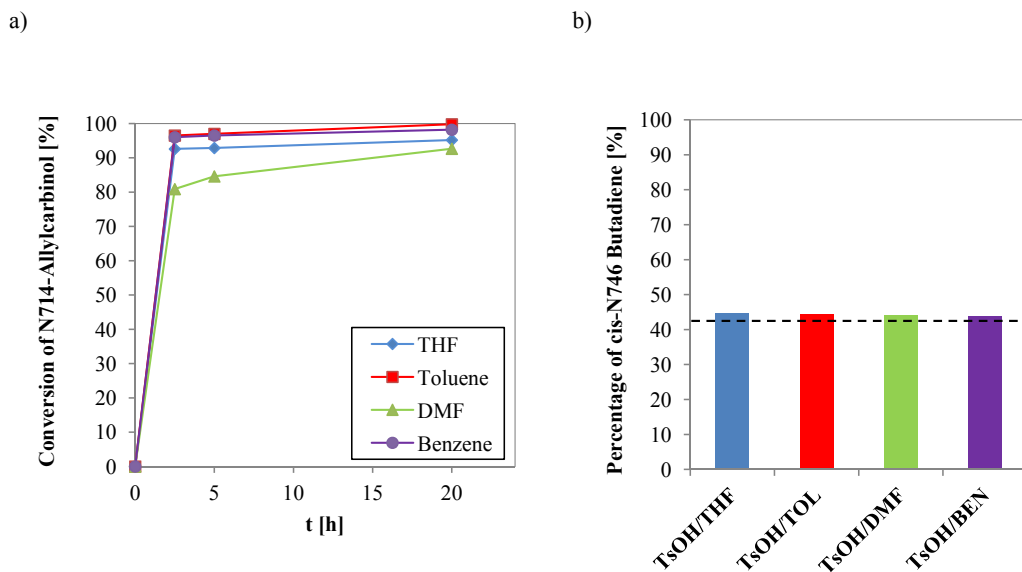 a)
Conversion of N714-Allylcarbinol [%]
100
90
80
70
60
50
40
30
20
10
0
THF
Toluene
DMF
Benzene
0
5
10
15
20
t [h]
b)
Percentage of cis-N746 Butadiene [%]
100
90
80
70
60
50
40
30
20
10
0
TsOH/THF
TsOH/TOL
TsOH/DMF
TsOH/BEN